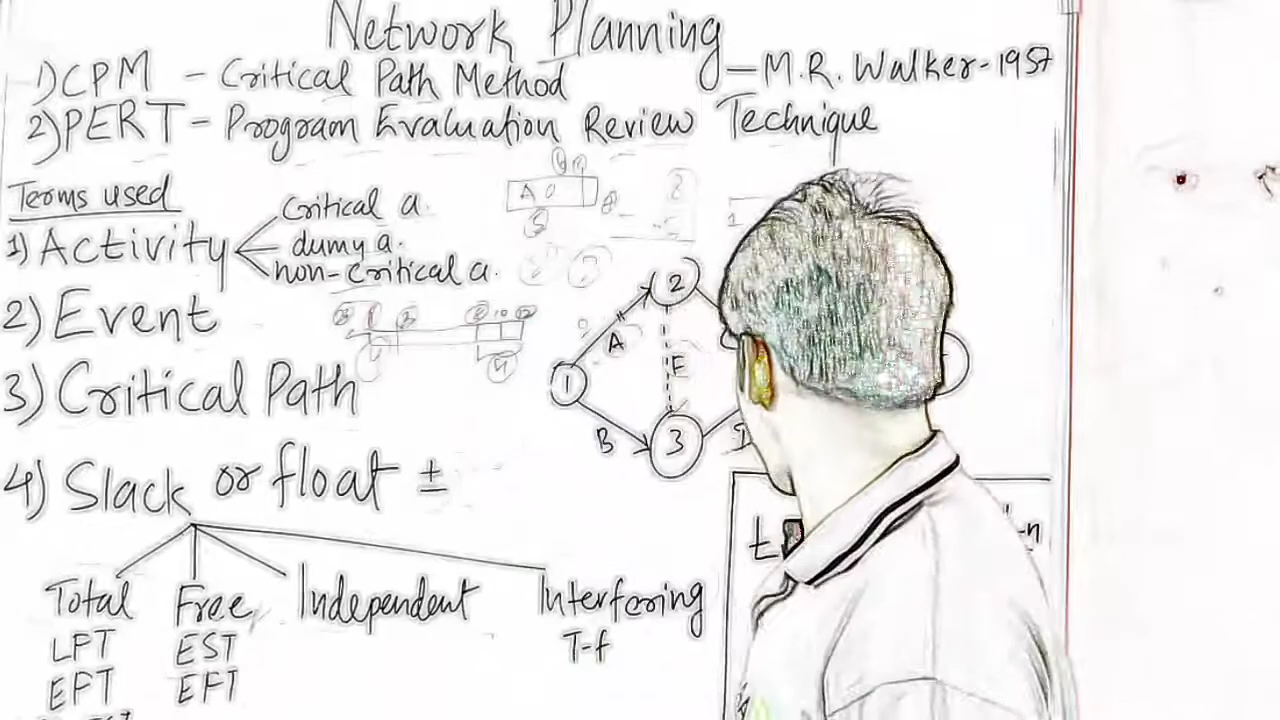 Network Planning
1) CPM - Critical Path Method
— M.R. Walker - 1957
2) PERT - Program Evaluation Review Technique
Terms used
1) Activity
Critical a.
dumy a.
non-critical a.
2) Event
3) Critical Path
4) Slack or float ±
Total Free Independent Interfering
LFT EST T-f
EFT EFT
A 0
1
2
3
A
B
E
t